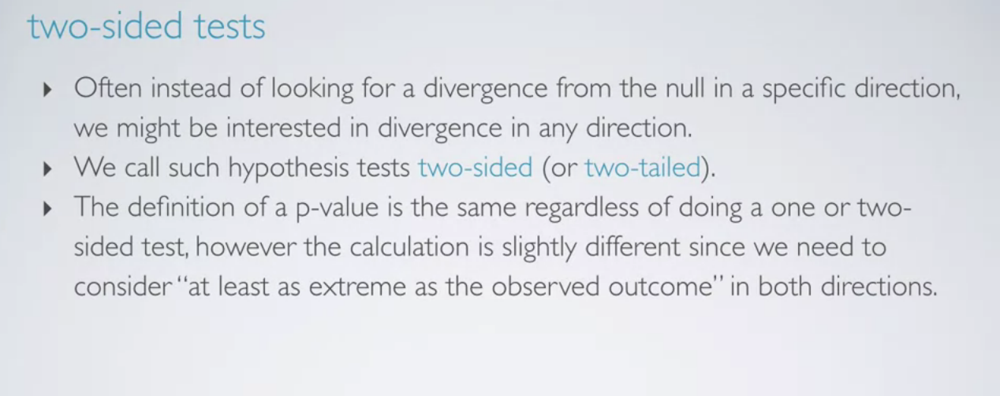 two-sided tests
‣ Often instead of looking for a divergence from the null in a specific direction,
we might be interested in divergence in any direction.
‣ We call such hypothesis tests two-sided (or two-tailed).
‣ The definition of a p-value is the same regardless of doing a one or two-
sided test, however the calculation is slightly different since we need to
consider “at least as extreme as the observed outcome” in both directions.